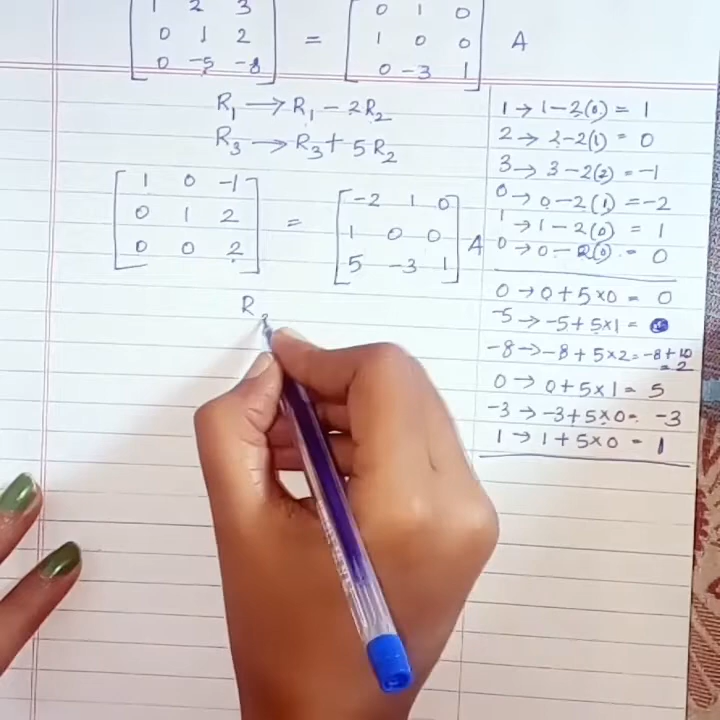 1 2 3 0 1 0
0 1 2 = 1 0 0 A
0 -5 -8 0 -3 1
R₁ → R₁ - 2R₂
R₃ → R₃ + 5R₂
1 0 -1 -2 1 0
0 1 2 = 1 0 0 A
0 0 2 5 -3 1
R₃
1 → 1-2(0) = 1
2 → 2-2(1) = 0
3 → 3-2(2) = -1
0 → 0-2(1) = -2
1 → 1-2(0) = 1
0 → 0-2(0) = 0
0 → 0+5×0 = 0
-5 → -5+5×1 =
-8 → -8+5×2 = -8+10
= 2
0 → 0+5×1 = 5
-3 → -3+5×0 = -3
1 → 1+5×0 = 1